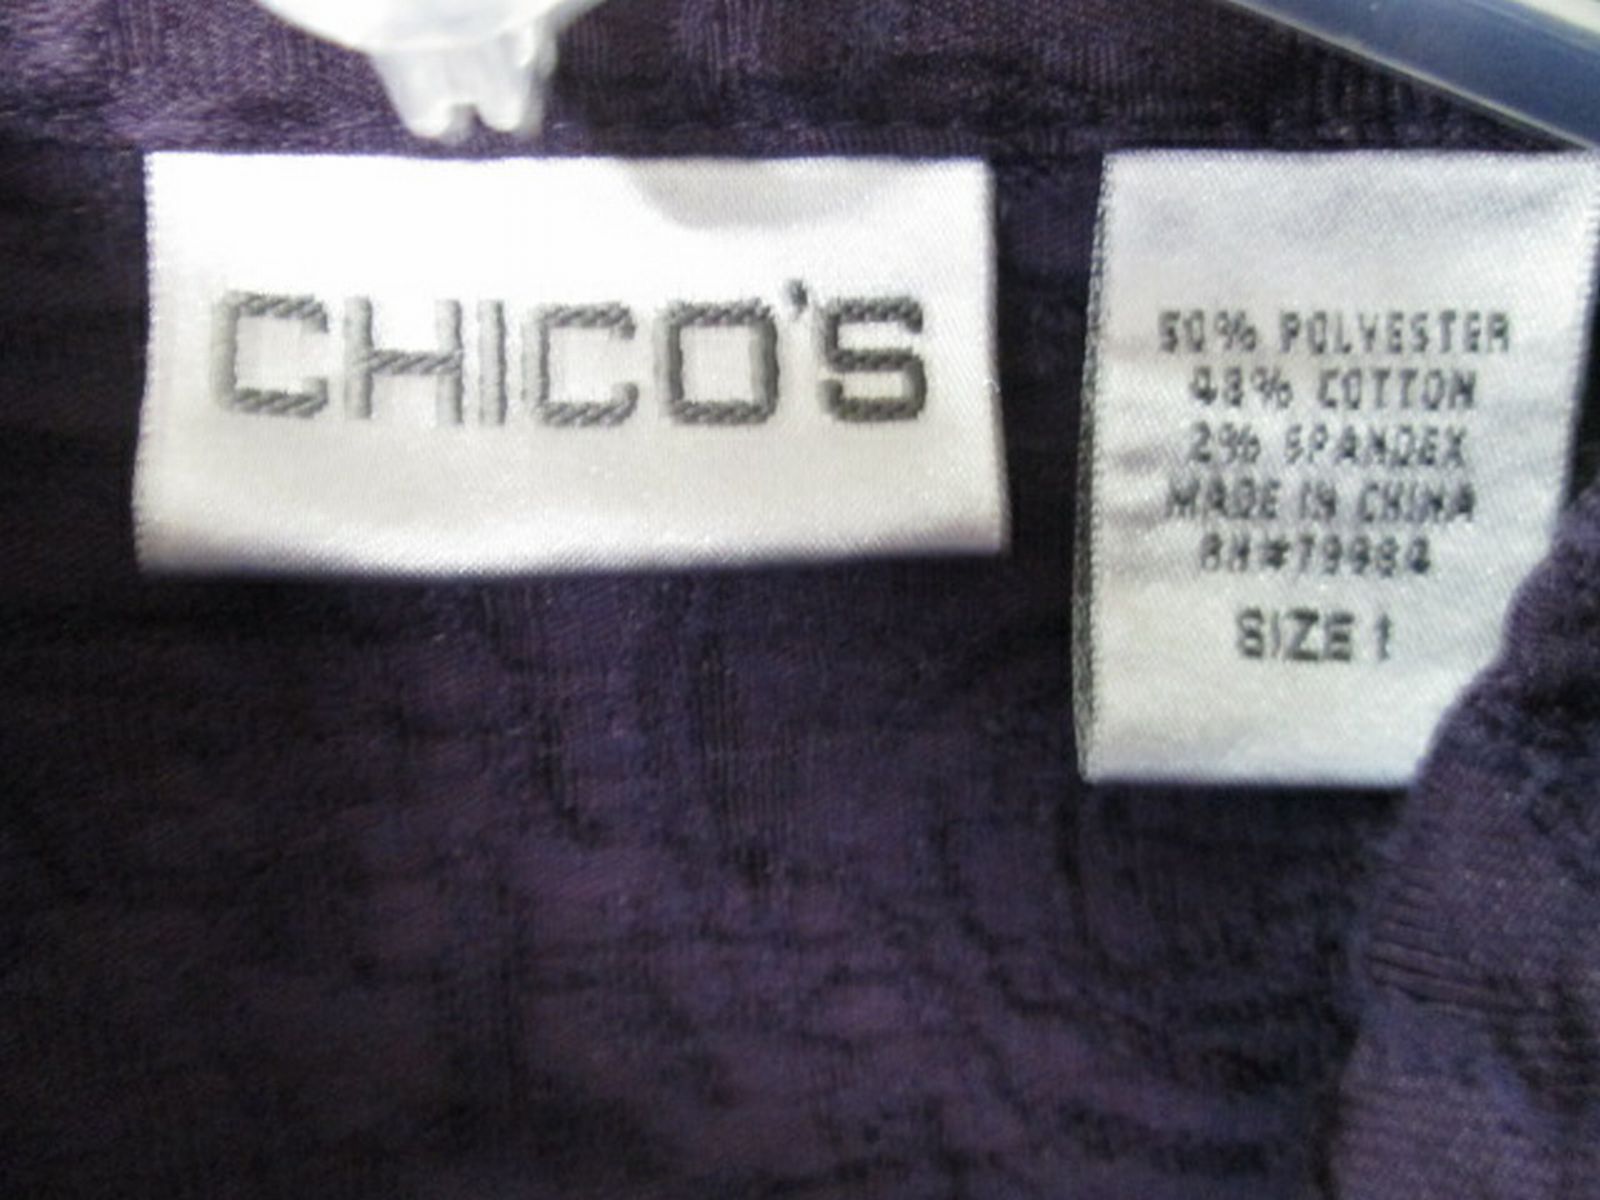 CHICO'S
50% POLYESTER
48% COTTON
2% SPANDEX
MADE IN CHINA
RN#79984
SIZE 1